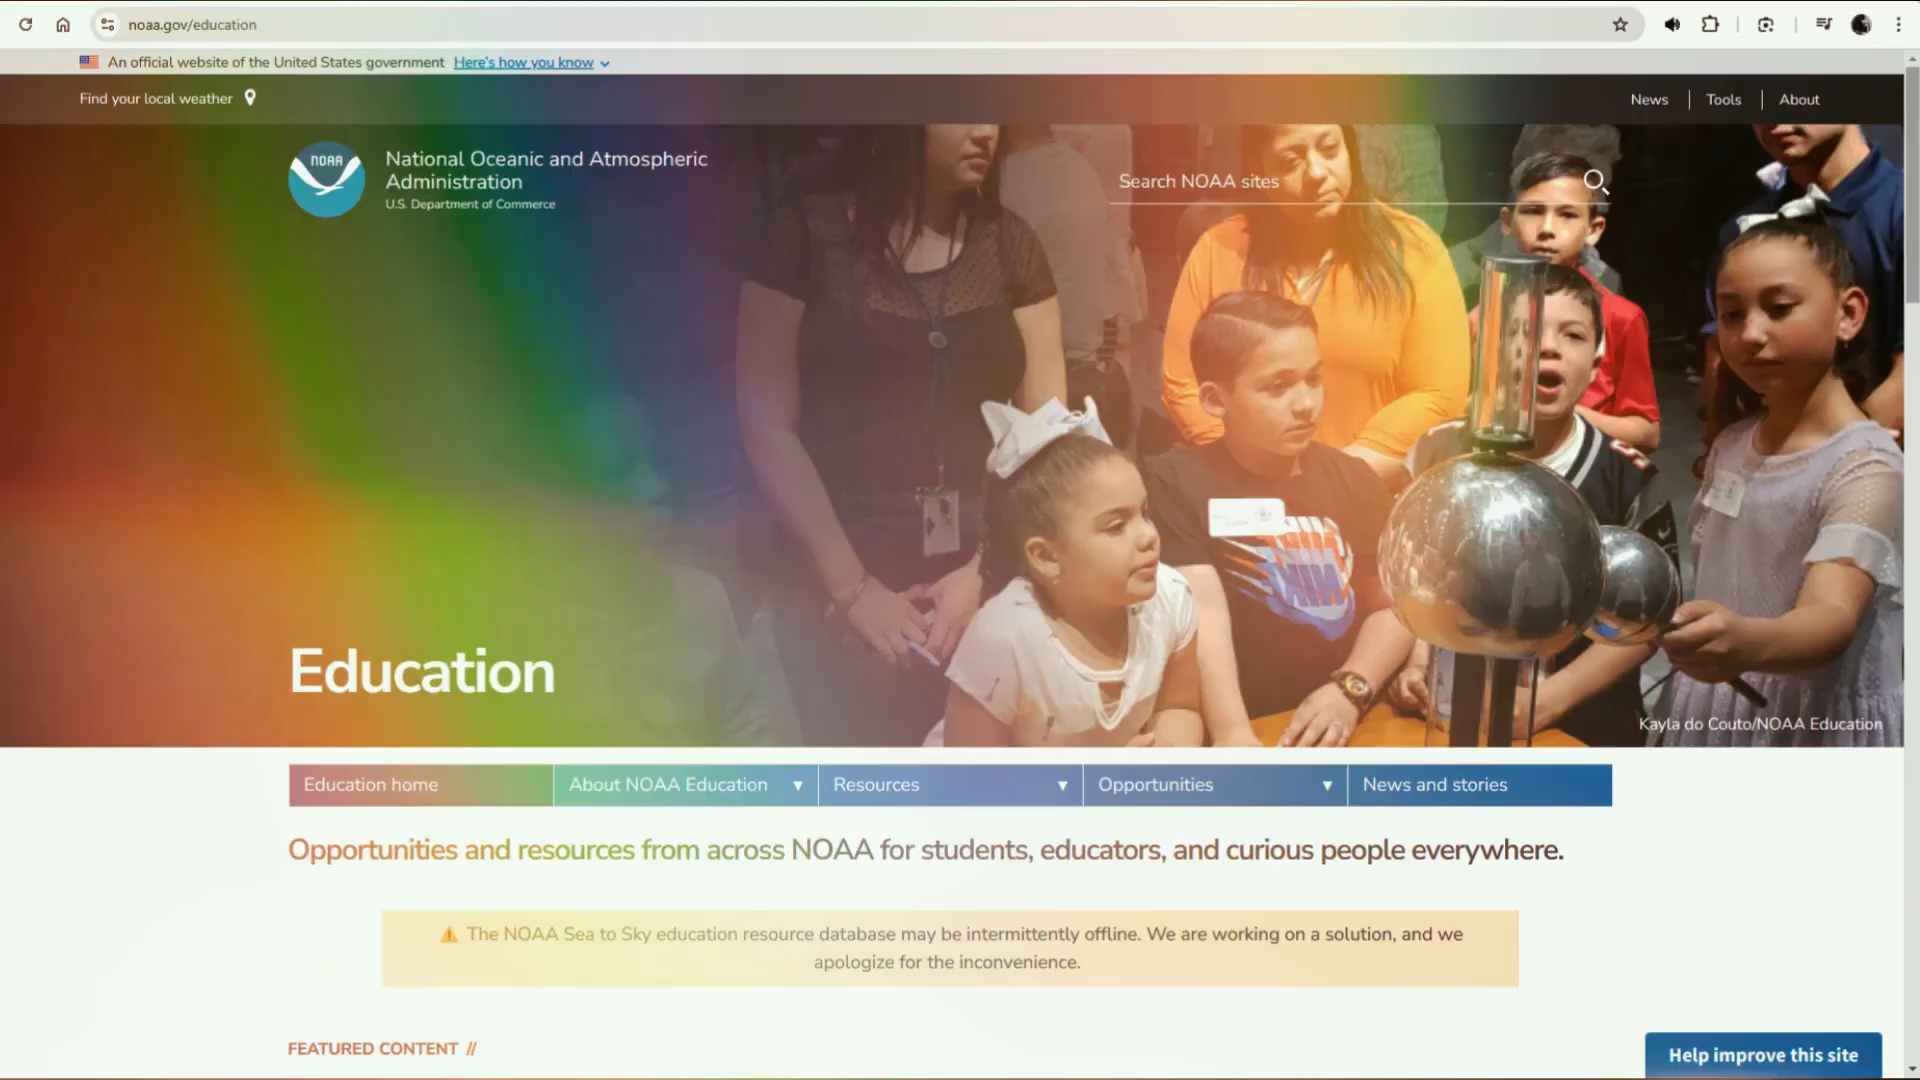 noaa.gov/education
An official website of the United States government Here's how you know
Find your local weather
News
Tools
About
NOAA
National Oceanic and Atmospheric
Administration
U.S. Department of Commerce
Search NOAA sites
Education
Kayla do Couto/NOAA Education
Education home
About NOAA Education
Resources
Opportunities
News and stories
Opportunities and resources from across NOAA for students, educators, and curious people everywhere.
The NOAA Sea to Sky education resource database may be intermittently offline. We are working on a solution, and we
apologize for the inconvenience.
FEATURED CONTENT //
Help improve this site